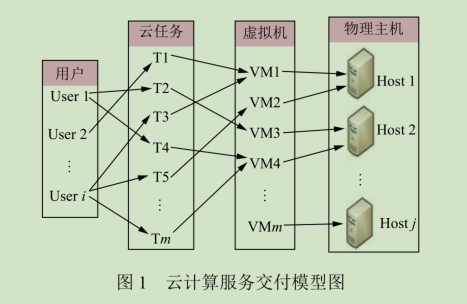 用户
User 1
User 2
⋮
User i
云任务
T1
T2
T3
T4
T5
⋮
Tm
虚拟机
VM1
VM2
VM3
VM4
⋮
VMm
物理主机
Host 1
Host 2
⋮
Host j
图 1 云计算服务交付模型图